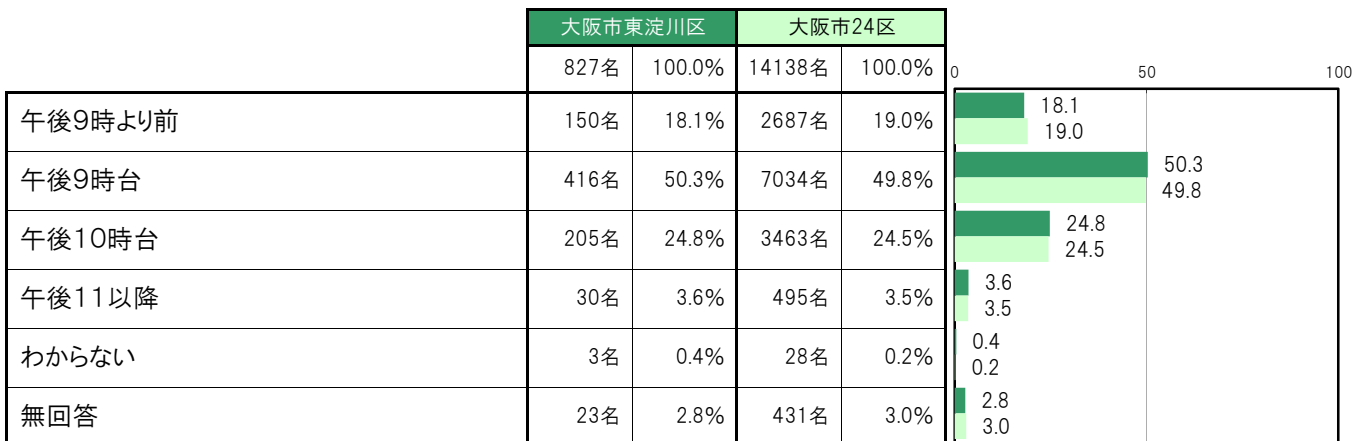 大阪市東淀川区 大阪市24区
827名 100.0% 14138名 100.0% 0 50 100
午後9時より前 150名 18.1% 2687名 19.0% 18.1
19.0
午後9時台 416名 50.3% 7034名 49.8% 50.3
49.8
午後10時台 205名 24.8% 3463名 24.5% 24.8
24.5
午後11以降 30名 3.6% 495名 3.5% 3.6
3.5
わからない 3名 0.4% 28名 0.2% 0.4
0.2
無回答 23名 2.8% 431名 3.0% 2.8
3.0